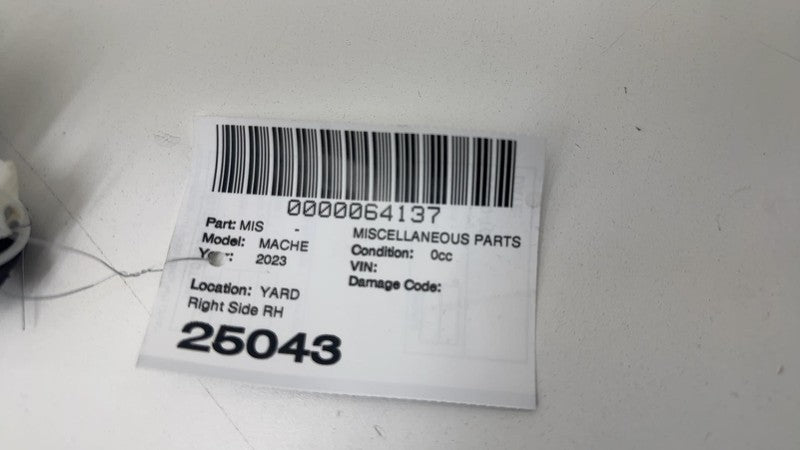 0000064137
Part: MIS -
MISCELLANEOUS PARTS
Model: MACHE
Condition: 0cc
2023
VIN:
Damage Code:
Location: YARD
Right Side RH
25043